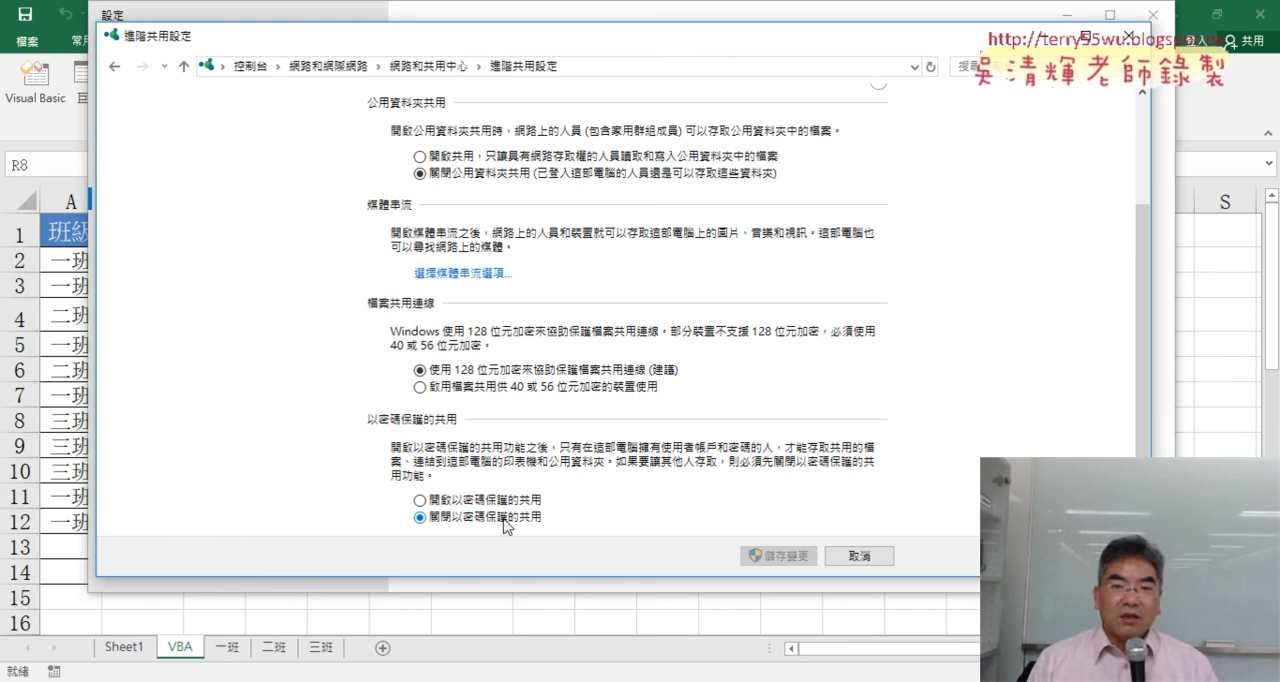 設定
檔案
常用
登入
共用
http://terry55wu.blogspot.tw
吳清輝老師錄製
進階共用設定
控制台 › 網路和網際網路 › 網路和共用中心 › 進階共用設定
搜尋
Visual Basic
公用資料夾共用
開啟公用資料夾共用時，網路上的人員 (包含家用群組成員) 可以存取公用資料夾中的檔案。
開啟共用，只讓具有網路存取權的人員讀取和寫入公用資料夾中的檔案
關閉公用資料夾共用 (已登入這部電腦的人員還是可以存取這些資料夾)
媒體串流
開啟媒體串流之後，網路上的人員和裝置就可以存取這部電腦上的圖片、音樂和視訊。這部電腦也
可以尋找網路上的媒體。
選擇媒體串流選項...
檔案共用連線
Windows 使用 128 位元加密來協助保護檔案共用連線。部分裝置不支援 128 位元加密，必須使用
40 或 56 位元加密。
使用 128 位元加密來協助保護檔案共用連線 (建議)
啟用檔案共用供 40 或 56 位元加密的裝置使用
以密碼保護的共用
開啟以密碼保護的共用功能之後，只有在這部電腦擁有使用者帳戶和密碼的人，才能存取共用的檔
案、連結到這部電腦的印表機和公用資料夾。如果要讓其他人存取，則必須先關閉以密碼保護的共
用功能。
開啟以密碼保護的共用
關閉以密碼保護的共用
儲存變更
取消
R8
A
S
1 班級
2 一班
3 一班
4 二班
5 一班
6 二班
7 一班
8 三班
9 三班
10 三班
11 一班
12 一班
13
14
15
16
Sheet1 VBA 一班 二班 三班
就緒